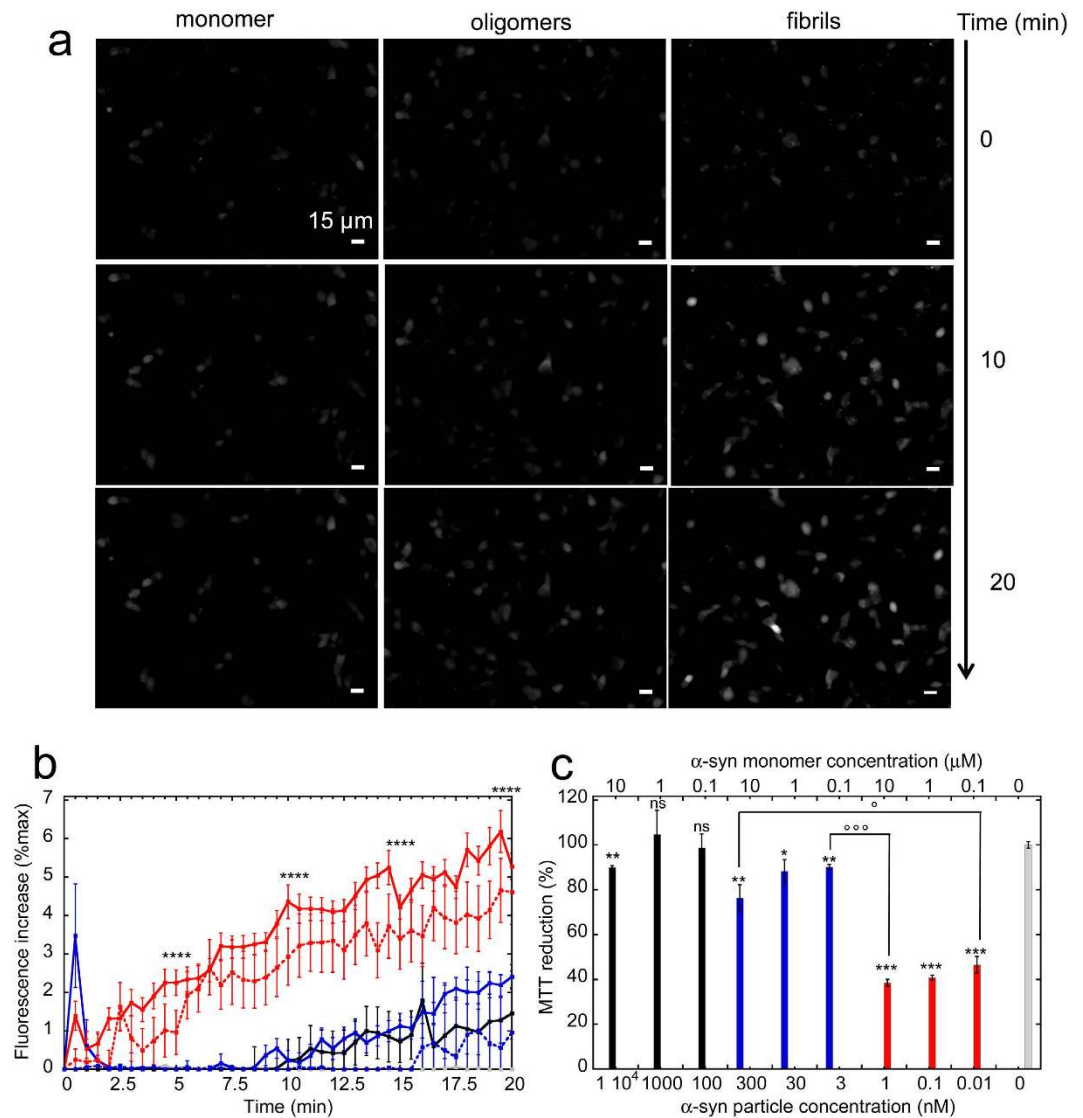 a
monomer oligomers fibrils Time (min)
0
15 µm
10
20
b
Fluorescence increase (%max)
7
6
5
4
3
2
1
0
****
****
****
****
0 2.5 5 7.5 10 12.5 15 17.5 20
Time (min)
c
α-syn monomer concentration (µM)
10 1 0.1 10 1 0.1 10 1 0.1 0
MTT reduction (%)
120
100
80
60
40
20
0
** ns ns ** * ** *** *** ***
°
°°°
1 10⁴ 1000 100 300 30 3 1 0.1 0.01 0
α-syn particle concentration (nM)